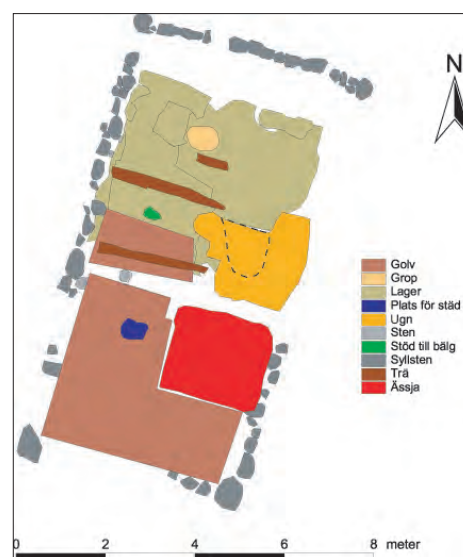 N
Golv
Grop
Lager
Plats för städ
Ugn
Sten
Stöd till bälg
Syllsten
Trä
Ässja
0 2 4 6 8 meter